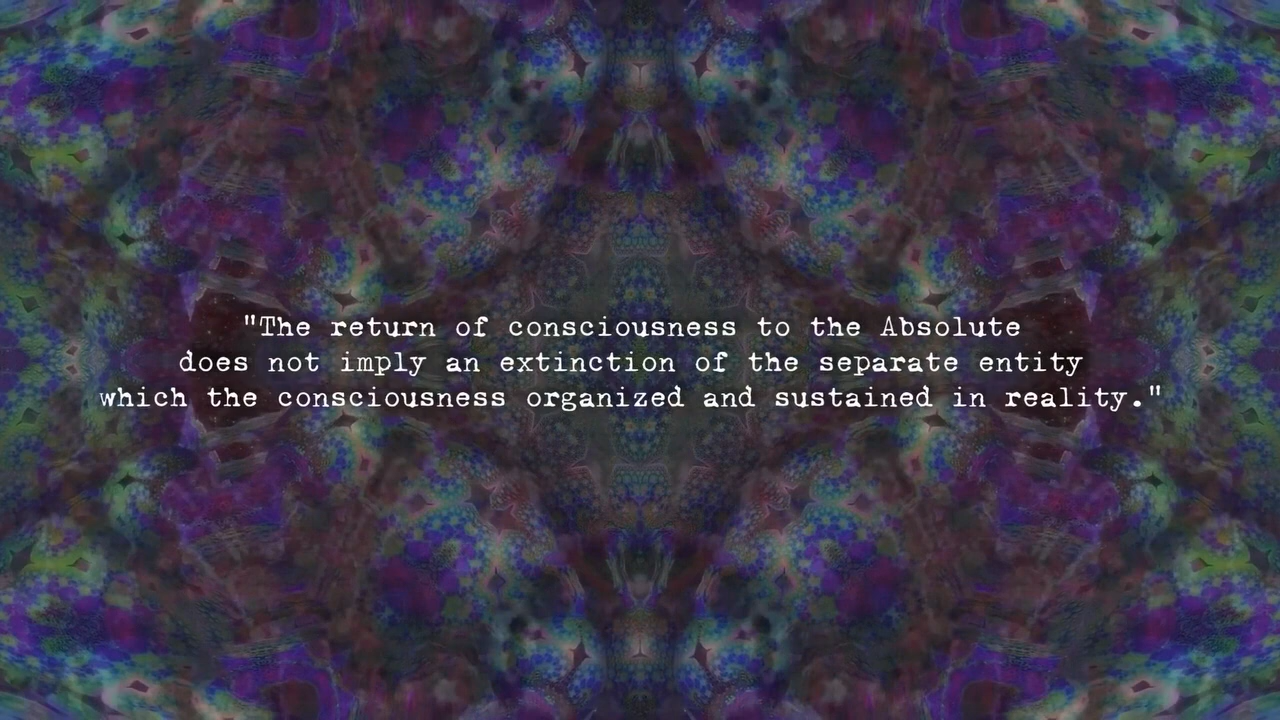 "The return of consciousness to the Absolute
does not imply an extinction of the separate entity
which the consciousness organized and sustained in reality."